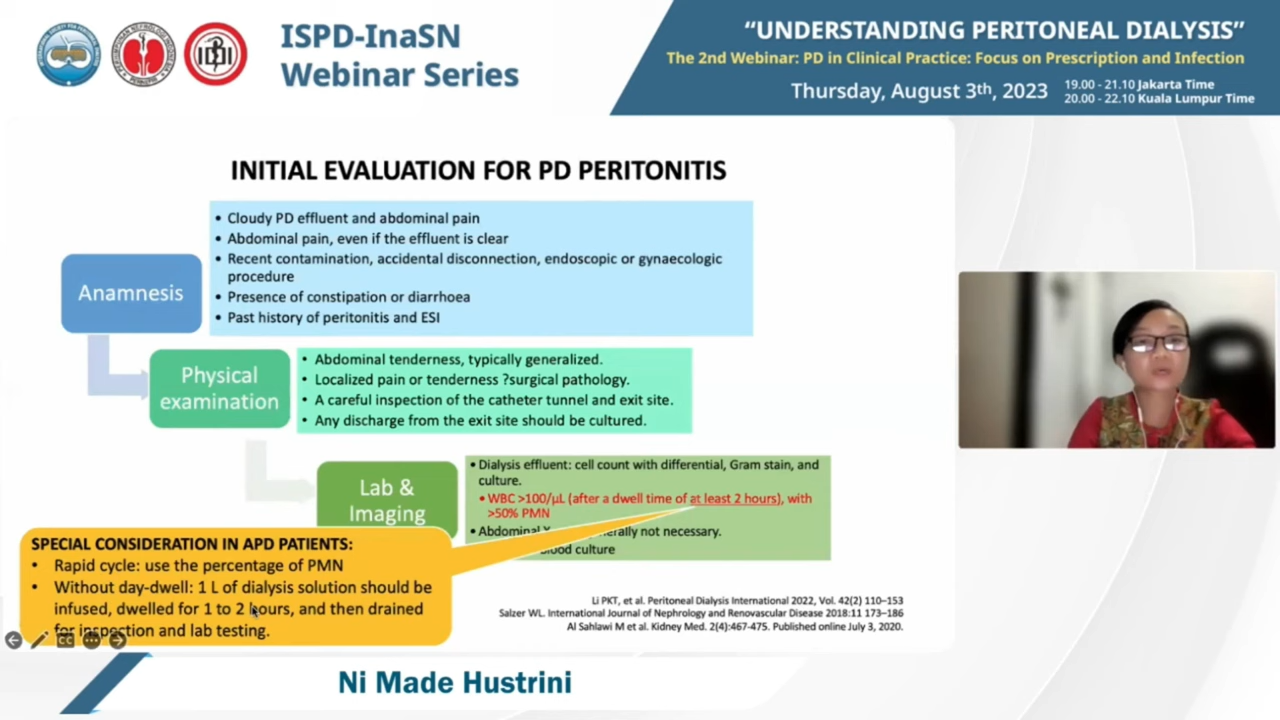 ISPD-InaSN
Webinar Series
"UNDERSTANDING PERITONEAL DIALYSIS"
The 2nd Webinar: PD in Clinical Practice: Focus on Prescription and Infection
Thursday, August 3th, 2023
19.00 - 21.10 Jakarta Time
20.00 - 22.10 Kuala Lumpur Time
INITIAL EVALUATION FOR PD PERITONITIS
Anamnesis
• Cloudy PD effluent and abdominal pain
• Abdominal pain, even if the effluent is clear
• Recent contamination, accidental disconnection, endoscopic or gynaecologic
procedure
• Presence of constipation or diarrhoea
• Past history of peritonitis and ESI
Physical
examination
• Abdominal tenderness, typically generalized.
• Localized pain or tenderness ?surgical pathology.
• A careful inspection of the catheter tunnel and exit site.
• Any discharge from the exit site should be cultured.
Lab &
Imaging
• Dialysis effluent: cell count with differential, Gram stain, and
culture.
• WBC >100/µL (after a dwell time of at least 2 hours), with
>50% PMN
• Abdominal not necessary.
blood culture
SPECIAL CONSIDERATION IN APD PATIENTS:
• Rapid cycle: use the percentage of PMN
• Without day-dwell: 1 L of dialysis solution should be
infused, dwelled for 1 to 2 hours, and then drained
for inspection and lab testing.
Li PKT, et al. Peritoneal Dialysis International 2022, Vol. 42(2) 110–153
Salzer WL. International Journal of Nephrology and Renovascular Disease 2018:11 173–186
Al Sahlawi M et al. Kidney Med. 2(4):467-475. Published online July 3, 2020.
CC
Ni Made Hustrini